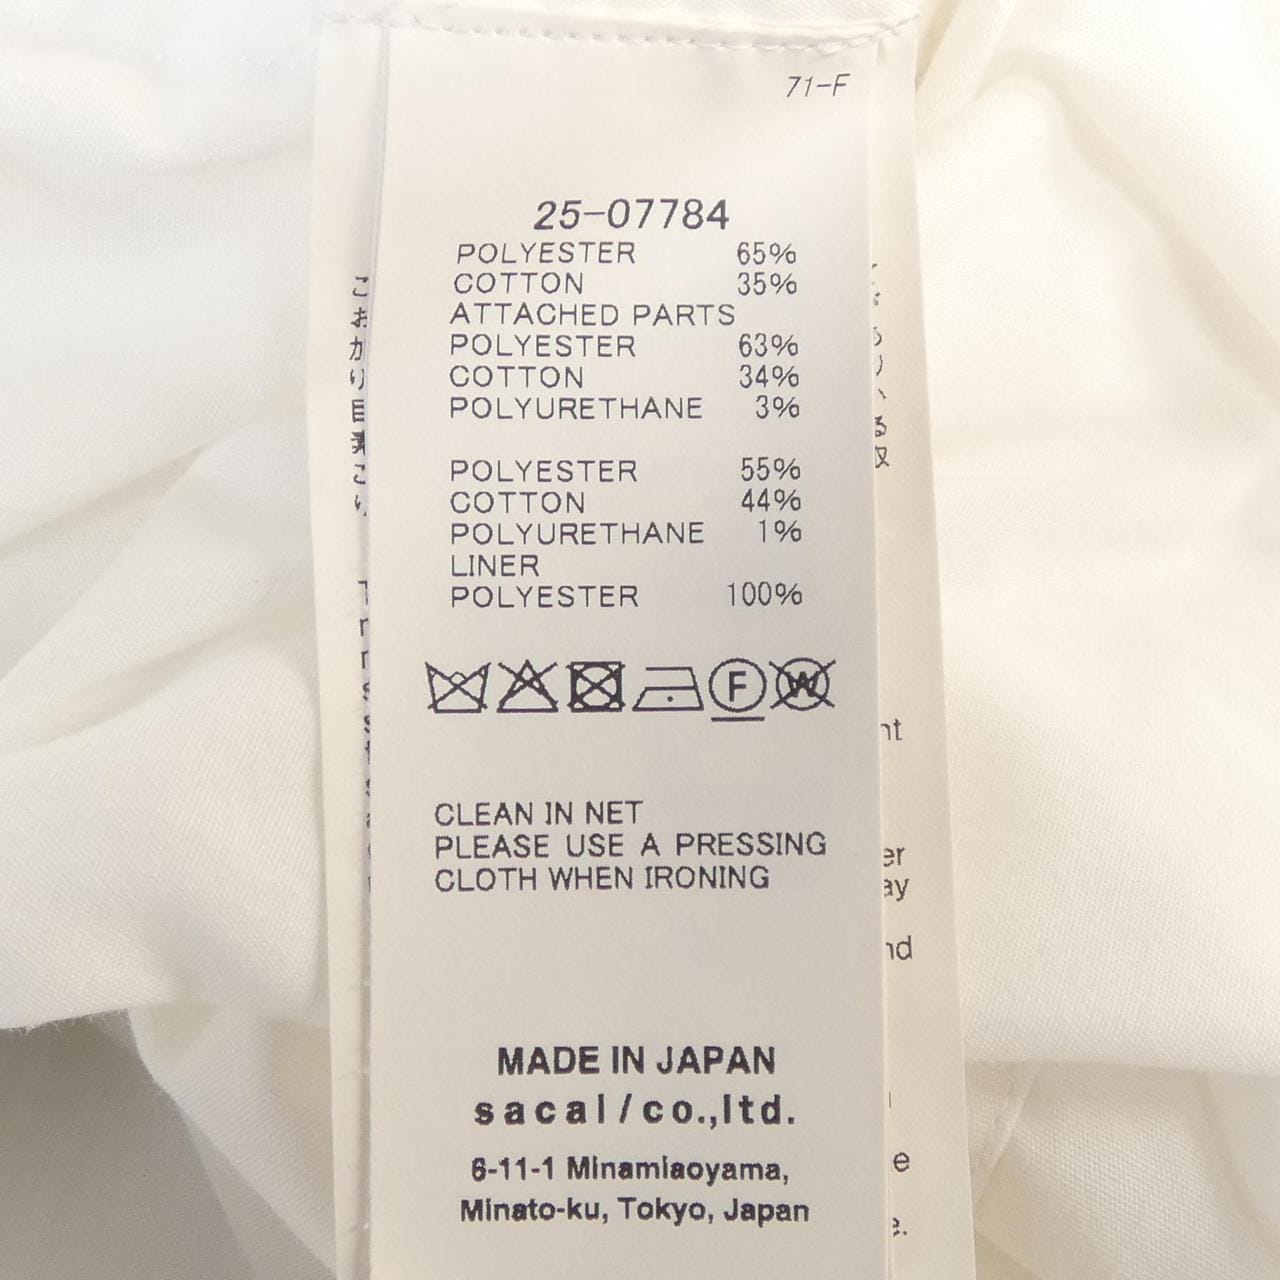 71-F
25-07784
POLYESTER 65%
COTTON 35%
ATTACHED PARTS
POLYESTER 63%
COTTON 34%
POLYURETHANE 3%
POLYESTER 55%
COTTON 44%
POLYURETHANE 1%
LINER
POLYESTER 100%
F W
CLEAN IN NET
PLEASE USE A PRESSING
CLOTH WHEN IRONING
MADE IN JAPAN
sacai/co.,ltd.
6-11-1 Minamiaoyama,
Minato-ku, Tokyo, Japan